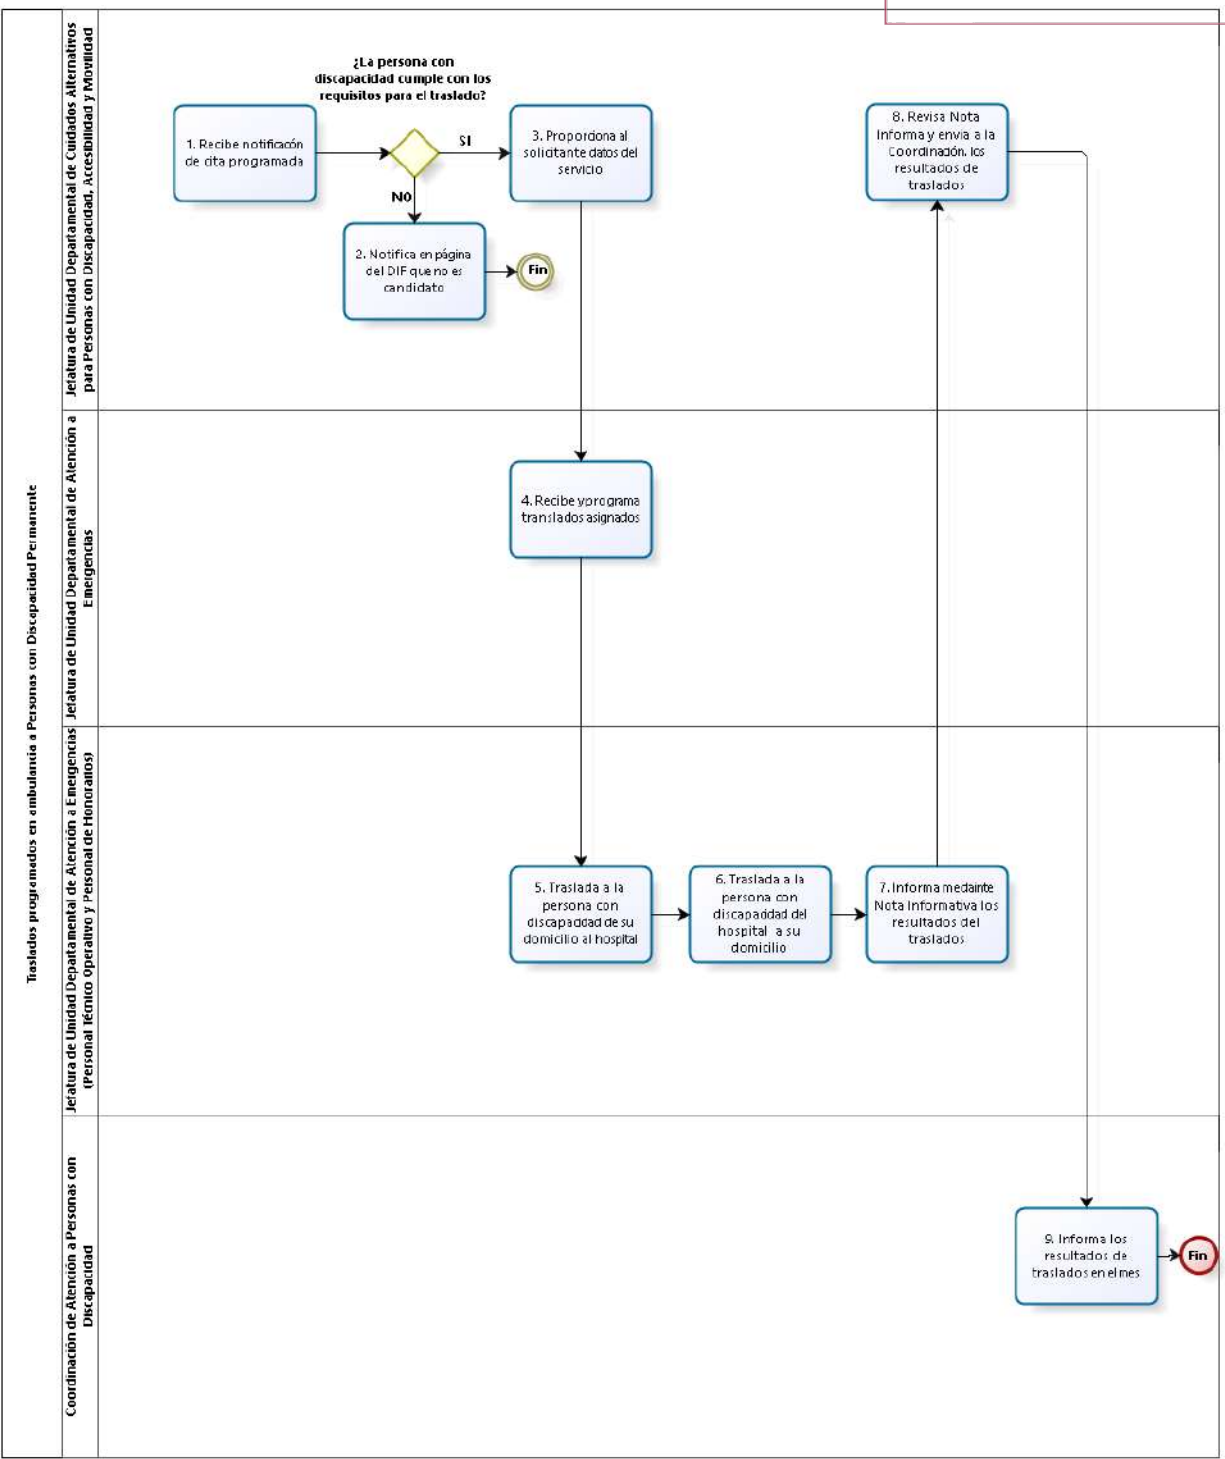 Traslados programados en ambulancia a Personas con Discapacidad Permanente
Jefatura de Unidad Departamental de Cuidados Alternativos
para Personas con Discapacidad, Accesibilidad y Movilidad
¿La persona con
discapacidad cumple con los
requisitos para el traslado?
1. Recibe notificacón
de cita programada
SI
NO
3. Proporciona al
solicitante datos del
servicio
2. Notifica en página
del DIF que no es
candidato
Fin
8. Revisa Nota
Informa y envia a la
Coordinación, los
resultados de
traslados
Jefatura de Unidad Departamental de Atención a
Emergencias
4. Recibe y programa
translados asignados
Jefatura de Unidad Departamental de Atención a Emergencias
(Personal Técnico Operativo y Personal de Honorarios)
5. Traslada a la
persona con
discapacidad de su
domicilio al hospital
6. Traslada a la
persona con
discapacidad del
hospital a su
domicilio
7. Informa medainte
Nota Informativa los
resultados del
traslados
Coordinación de Atención a Personas con
Discapacidad
9. Informa los
resultados de
traslados en el mes
Fin